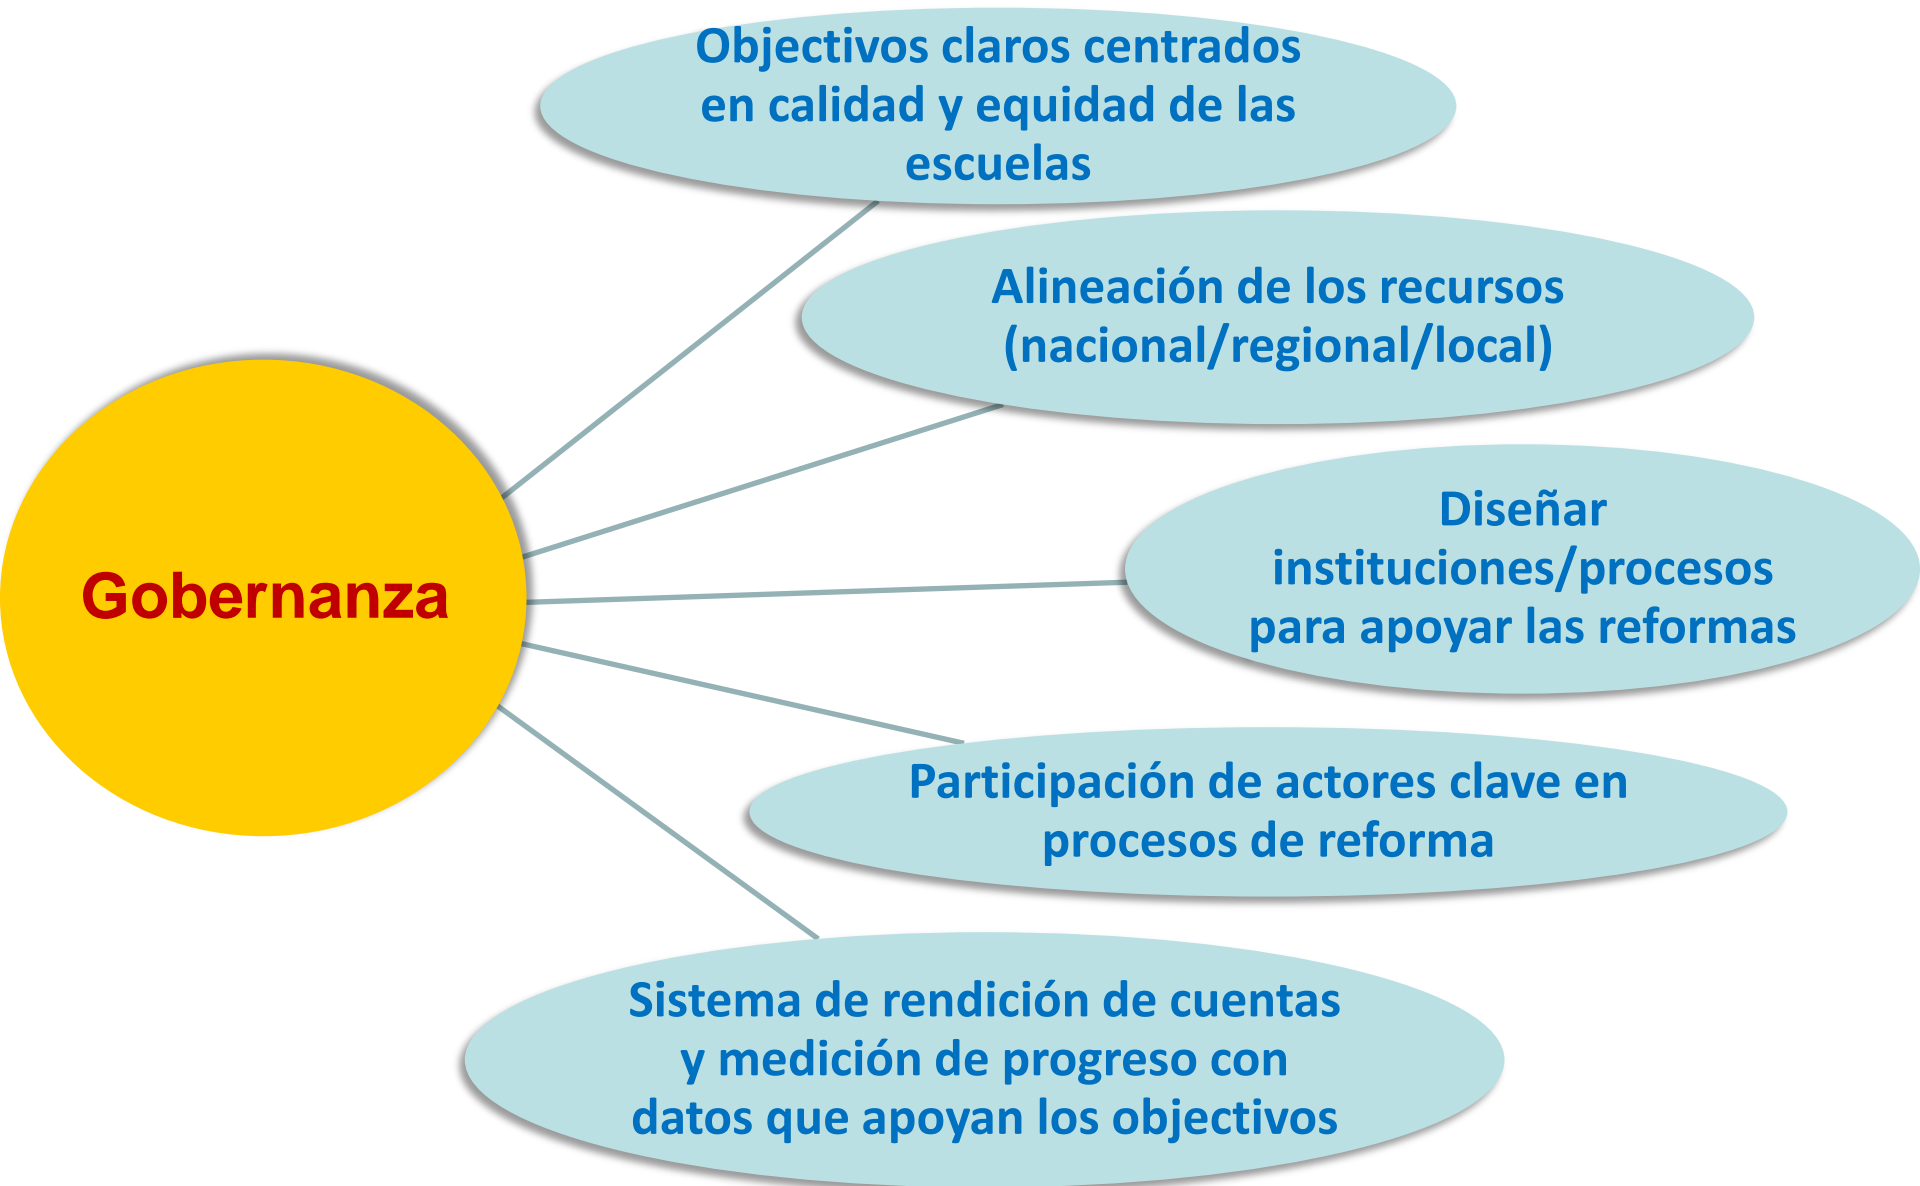 Objectivos claros centrados
en calidad y equidad de las
escuelas
Alineación de los recursos
(nacional/regional/local)
Diseñar
instituciones/procesos
para apoyar las reformas
Gobernanza
Participación de actores clave en
procesos de reforma
Sistema de rendición de cuentas
y medición de progreso con
datos que apoyan los objectivos